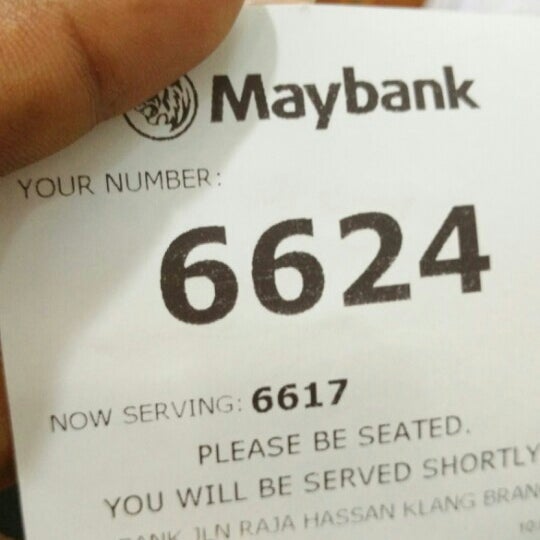 Maybank
YOUR NUMBER:
6624
NOW SERVING: 6617
PLEASE BE SEATED.
YOU WILL BE SERVED SHORTLY
JLN RAJA HASSAN KLANG